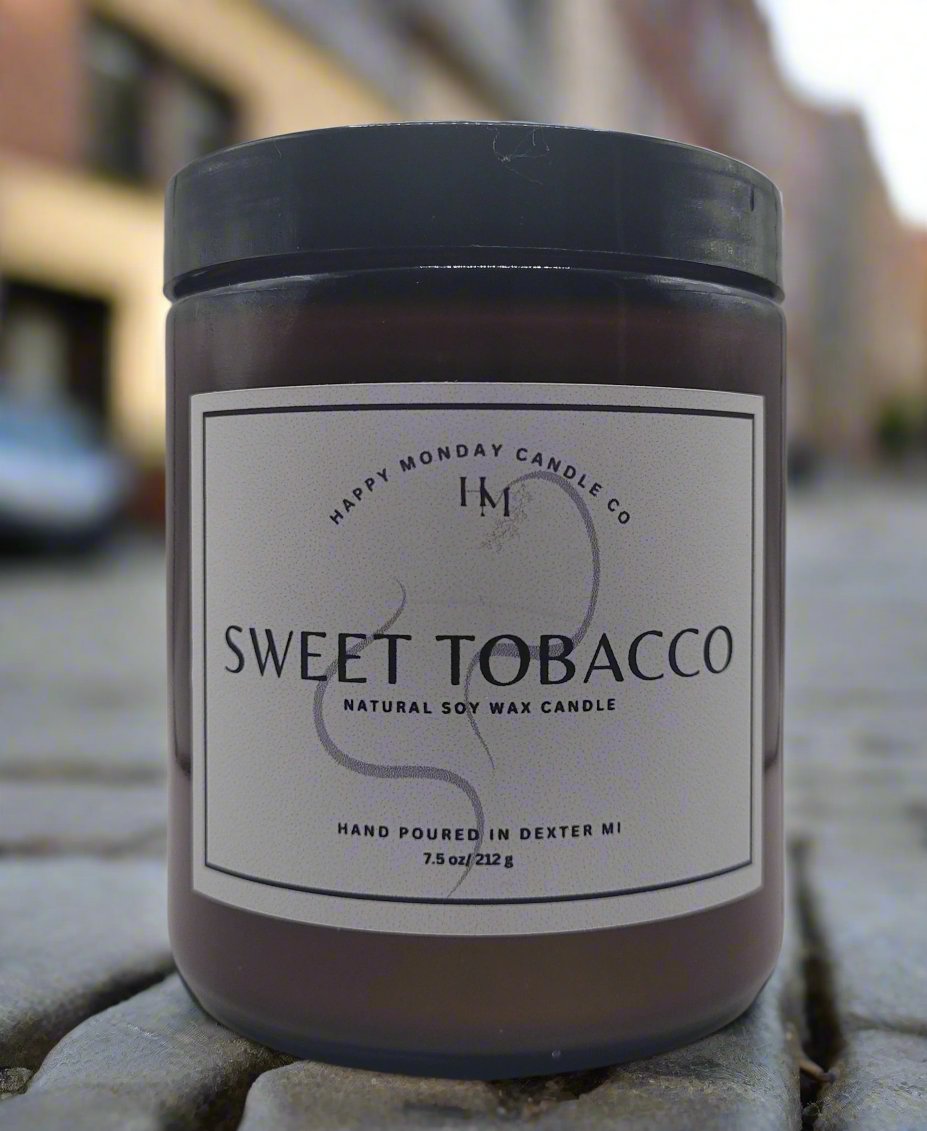 HAPPY MONDAY CANDLE CO
HM
SWEET TOBACCO
NATURAL SOY WAX CANDLE
HAND POURED IN DEXTER MI
7.5 oz/ 212 g